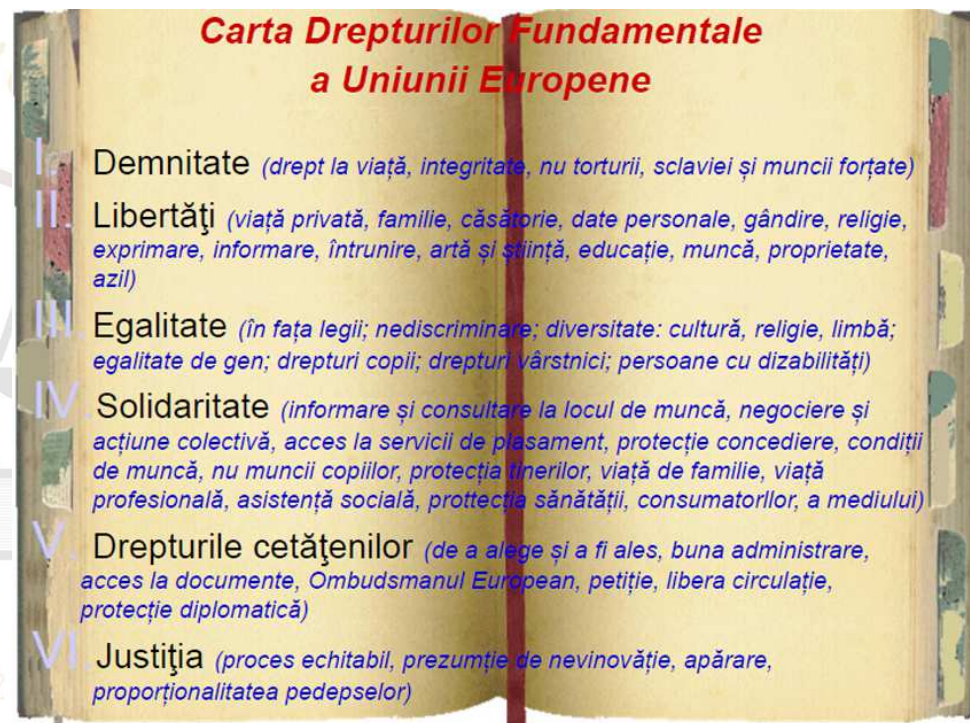 Carta Drepturilor Fundamentale
a Uniunii Europene
I. Demnitate (drept la viață, integritate, nu torturii, sclaviei și muncii forțate)
II. Libertăţi (viață privată, familie, căsătorie, date personale, gândire, religie,
exprimare, informare, întrunire, artă și știință, educație, muncă, proprietate,
azil)
III. Egalitate (în fața legii; nediscriminare; diversitate: cultură, religie, limbă;
egalitate de gen; drepturi copii; drepturi vârstnici; persoane cu dizabilități)
IV. Solidaritate (informare și consultare la locul de muncă, negociere și
acțiune colectivă, acces la servicii de plasament, protecție concediere, condiții
de muncă, nu muncii copiilor, protecția tinerilor, viață de familie, viață
profesională, asistență socială, prottecția sănătății, consumatorllor, a mediului)
V. Drepturile cetăţenilor (de a alege și a fi ales, buna administrare,
acces la documente, Ombudsmanul European, petiție, libera circulație,
protecție diplomatică)
VI. Justiţia (proces echitabil, prezumție de nevinovăție, apărare,
proporționalitatea pedepselor)